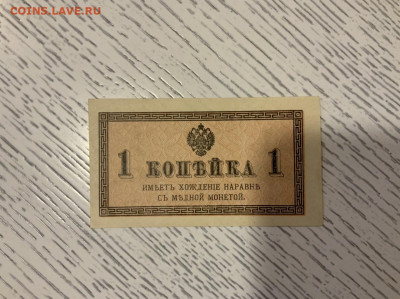 COINS.LAVE.RU
1 КОПѢЙКА 1
ИМѢЕТЪ ХОЖДЕНІЕ НАРАВНѢ
СЪ МѢДНОЙ МОНЕТОЙ.